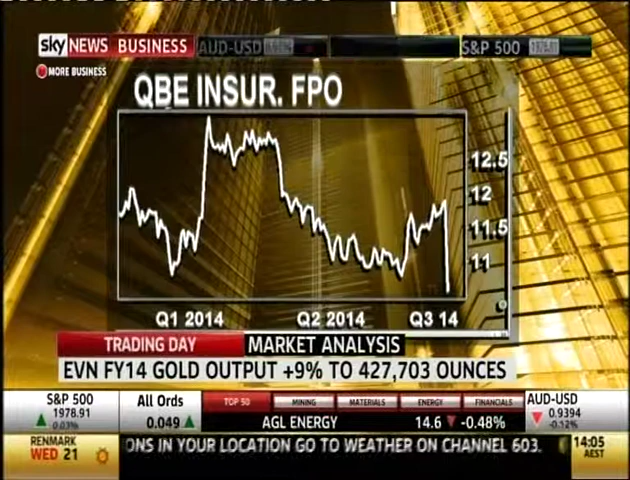 sky NEWS BUSINESS
AUD-USD
S&P 500
MORE BUSINESS
QBE INSUR. FPO
12.5
12
11.5
11
Q1 2014
Q2 2014
Q3 14
TRADING DAY
MARKET ANALYSIS
EVN FY14 GOLD OUTPUT +9% TO 427,703 OUNCES
S&P 500
1978.91
0.03%
All Ords
0.049
TOP 50
MINING
MATERIALS
ENERGY
FINANCIALS
AGL ENERGY
14.6
-0.48%
AUD-USD
0.9394
-0.12%
RENMARK
WED 21
ONS IN YOUR LOCATION GO TO WEATHER ON CHANNEL 603.
14:05
AEST